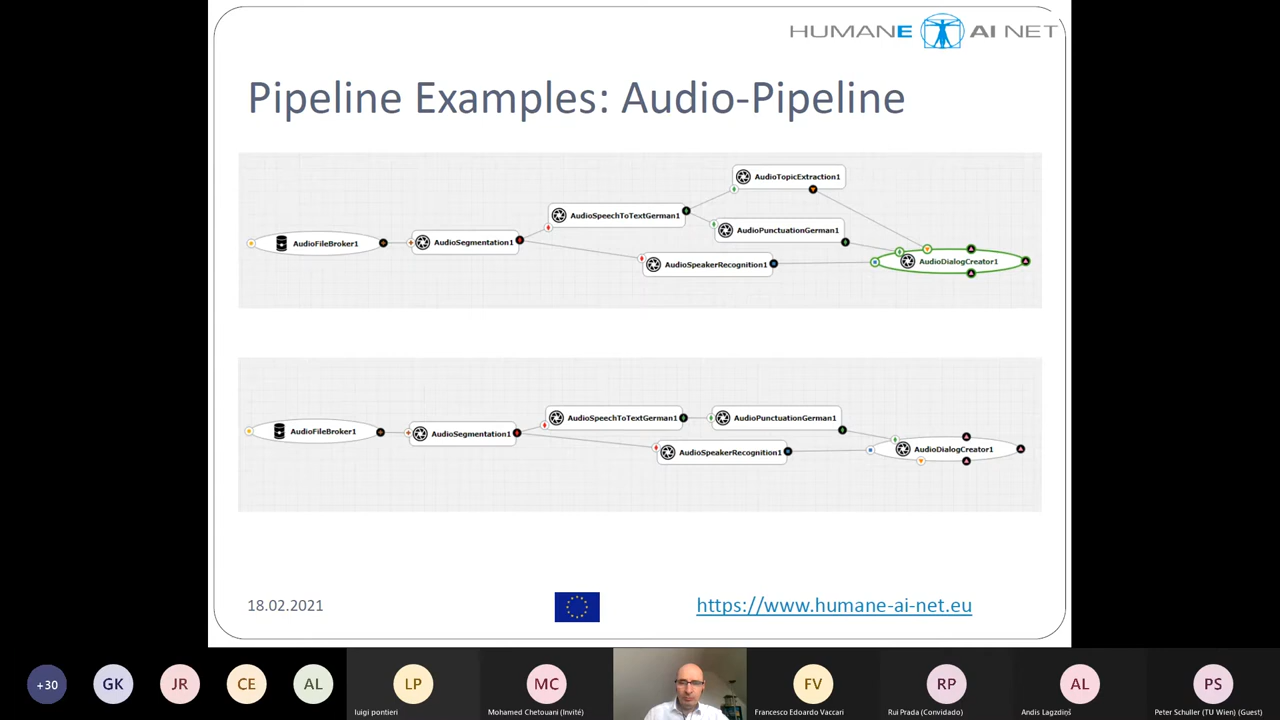 HUMANE AI NET
Pipeline Examples: Audio-Pipeline
AudioTopicExtraction1
AudioSpeechToTextGerman1
AudioPunctuationGerman1
AudioFileBroker1
AudioSegmentation1
AudioSpeakerRecognition1
AudioDialogCreator1
AudioSpeechToTextGerman1
AudioPunctuationGerman1
AudioFileBroker1
AudioSegmentation1
AudioSpeakerRecognition1
AudioDialogCreator1
18.02.2021
https://www.humane-ai-net.eu
+30
GK
JR
CE
AL
LP
MC
FV
RP
AL
PS
luigi pontieri
Mohamed Chetouani (Invité)
Francesco Edoardo Vaccari
Rui Prada (Convidado)
Andis Lagzdiņš
Peter Schuller (TU Wien) (Guest)